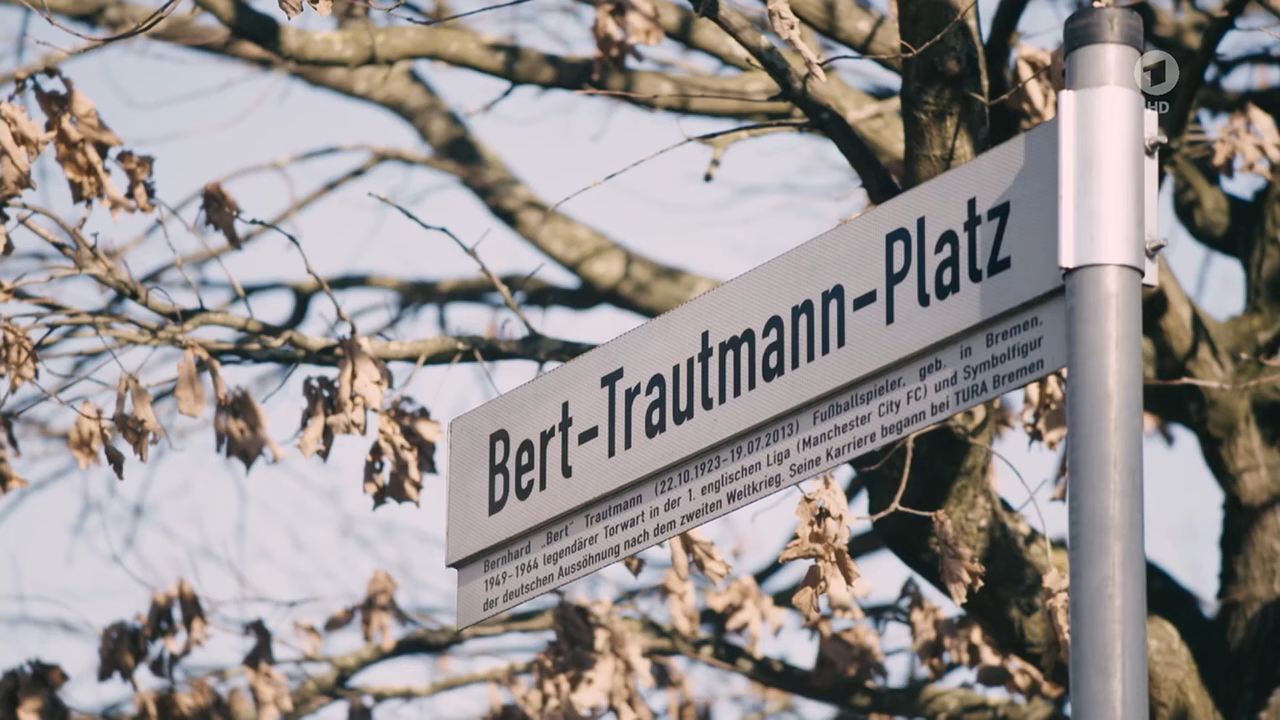 Bert-Trautmann-Platz
Bernhard „Bert“ Trautmann (22.10.1923-19.07.2013) Fußballspieler, geb. in Bremen.
1949-1964 legendärer Torwart in der 1. englischen Liga (Manchester City FC) und Symbolfigur
der deutschen Aussöhnung nach dem zweiten Weltkrieg. Seine Karriere begann bei TURA Bremen
1
HD